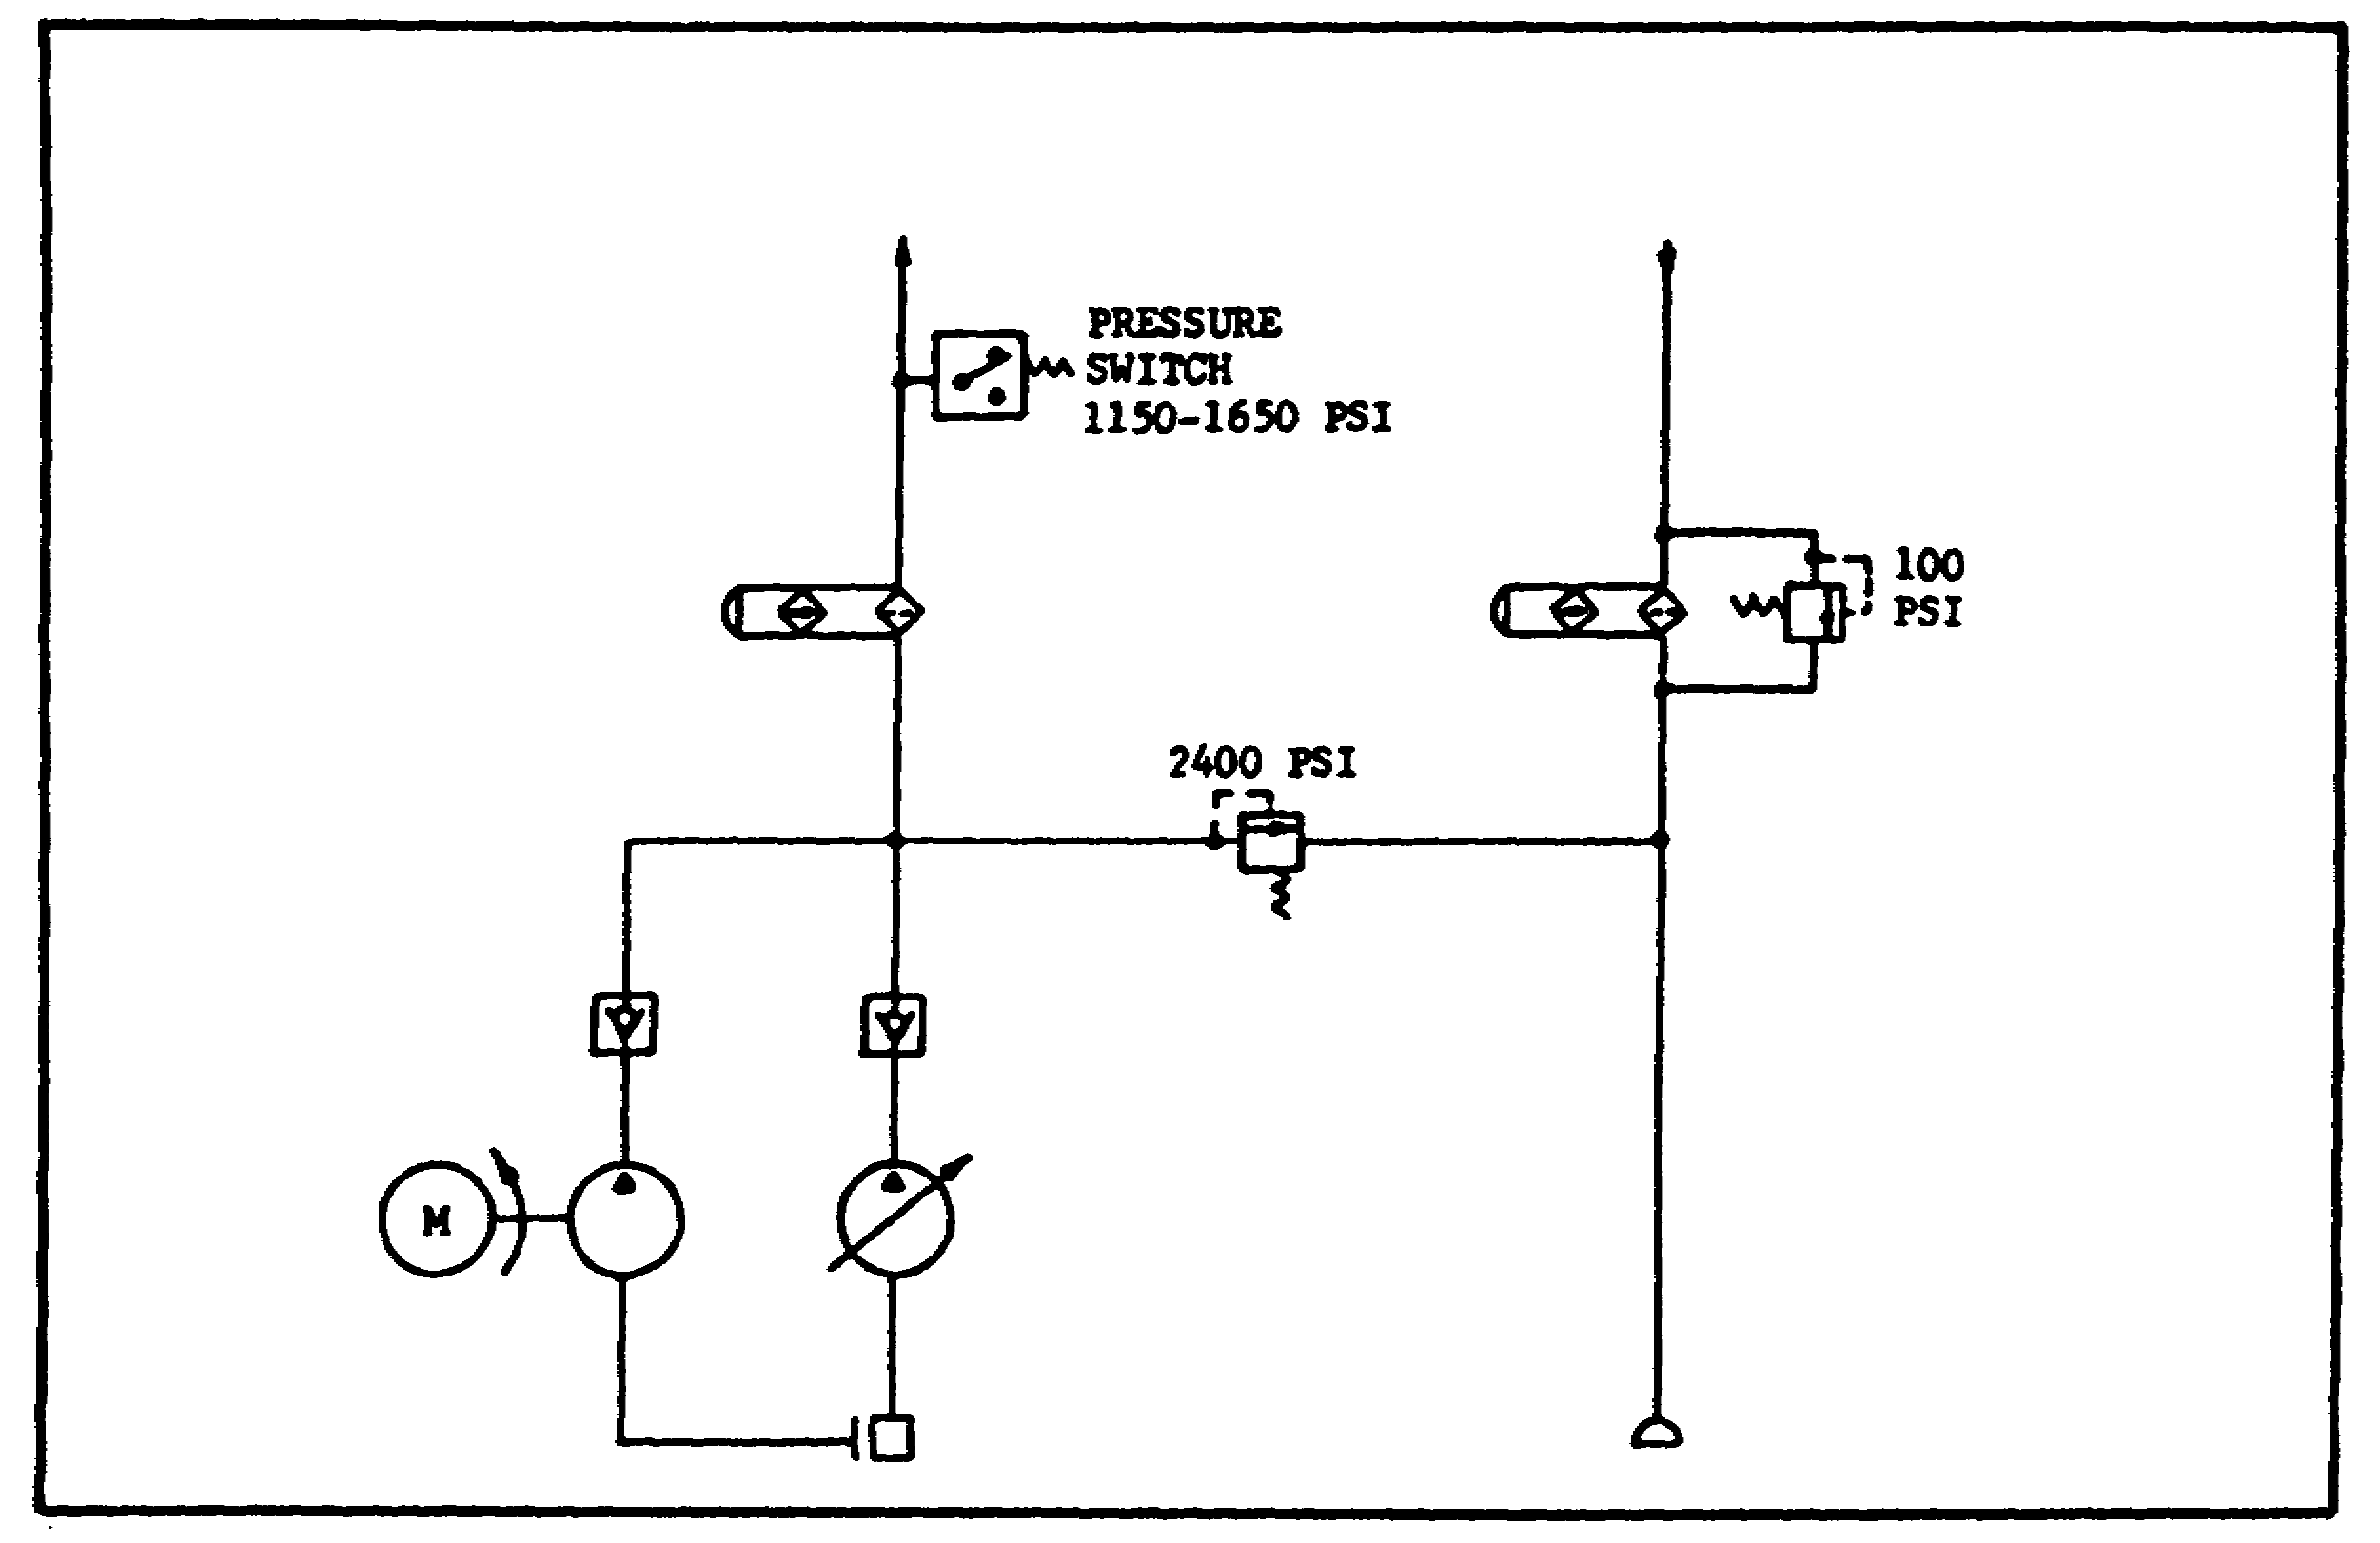 PRESSURE
SWITCH
1150-1650 PSI
100
PSI
2400 PSI
M